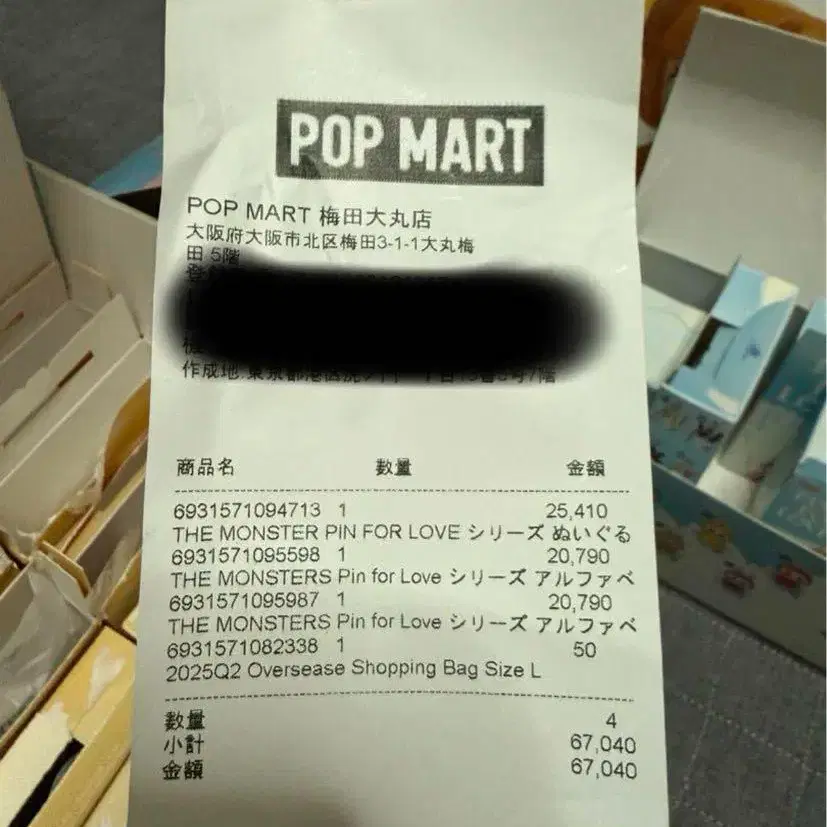 POP MART
POP MART 梅田大丸店
大阪府大阪市北区梅田3-1-1大丸梅
田 5階
作成地:東京都港区
商品名 数量 金額
6931571094713 1 25,410
THE MONSTER PIN FOR LOVE シリーズ ぬいぐる
6931571095598 1 20,790
THE MONSTERS Pin for Love シリーズ アルファベ
6931571095987 1 20,790
THE MONSTERS Pin for Love シリーズ アルファベ
6931571082338 1 50
2025Q2 Oversease Shopping Bag Size L
数量 4
小計 67,040
金額 67,040